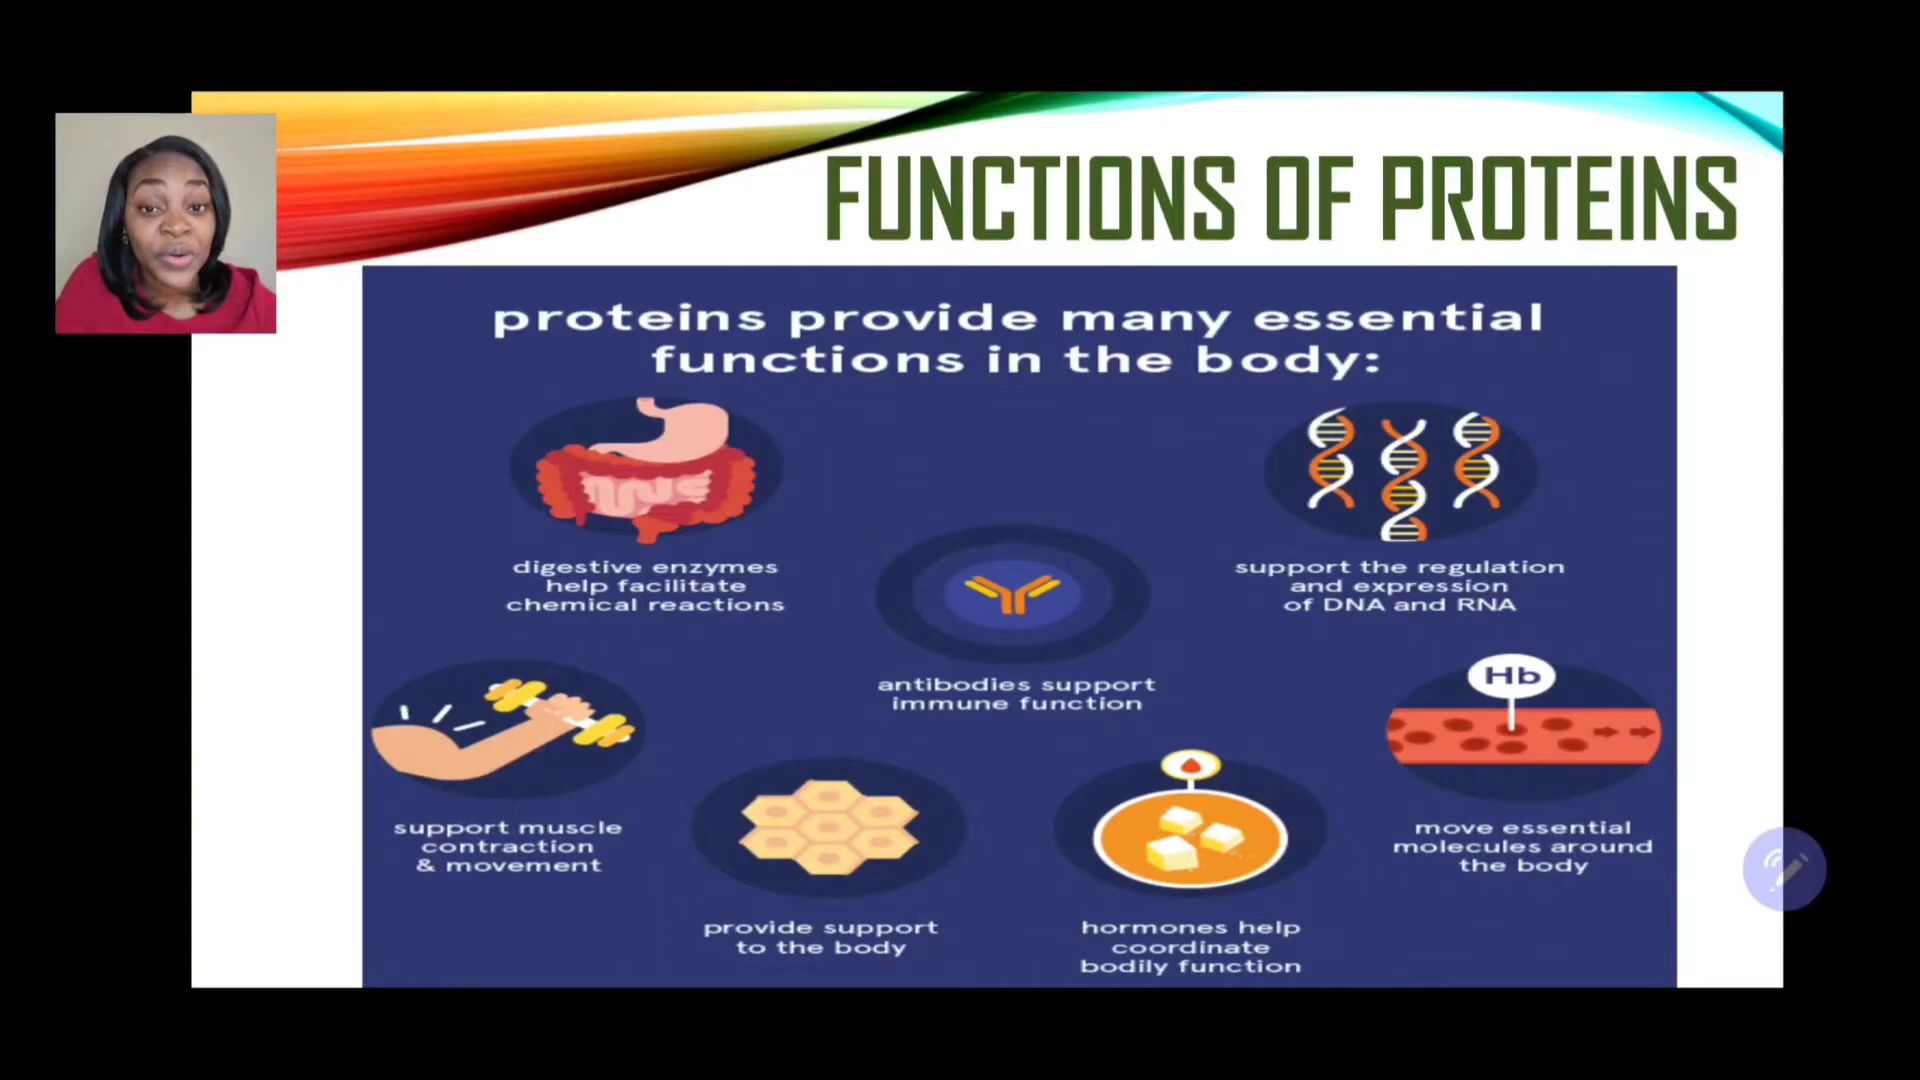 FUNCTIONS OF PROTEINS
proteins provide many essential
functions in the body:
digestive enzymes
help facilitate
chemical reactions
support the regulation
and expression
of DNA and RNA
antibodies support
immune function
Hb
support muscle
contraction
& movement
move essential
molecules around
the body
provide support
to the body
hormones help
coordinate
bodily function